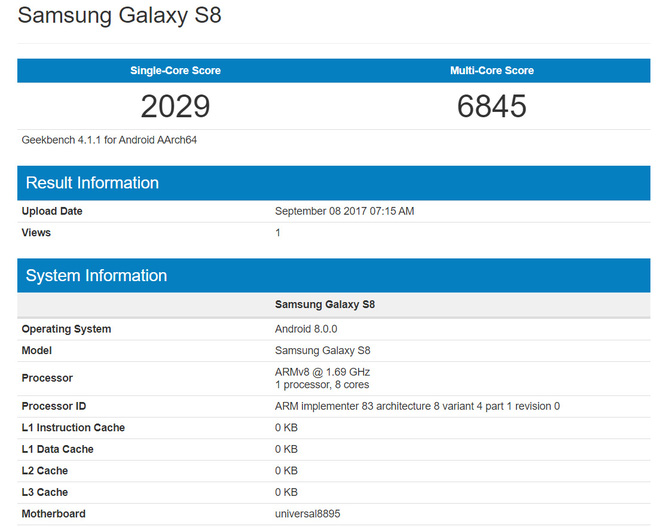 Samsung Galaxy S8
Single-Core Score Multi-Core Score
2029 6845
Geekbench 4.1.1 for Android AArch64
Result Information
Upload Date September 08 2017 07:15 AM
Views 1
System Information
Samsung Galaxy S8
Operating System Android 8.0.0
Model Samsung Galaxy S8
Processor ARMv8 @ 1.69 GHz
1 processor, 8 cores
Processor ID ARM implementer 83 architecture 8 variant 4 part 1 revision 0
L1 Instruction Cache 0 KB
L1 Data Cache 0 KB
L2 Cache 0 KB
L3 Cache 0 KB
Motherboard universal8895